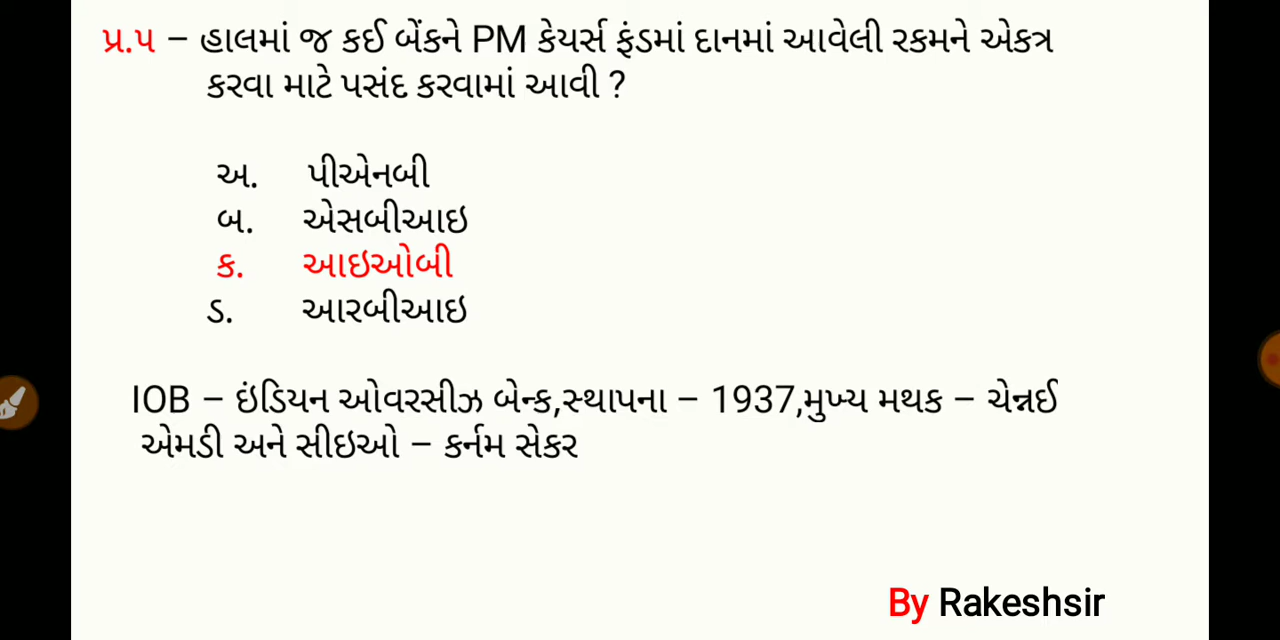 પ્ર.૫ – હાલમાં જ કઈ બેંકને PM કેયર્સ ફંડમાં દાનમાં આવેલી રકમને એકત્ર
કરવા માટે પસંદ કરવામાં આવી ?
અ. પીએનબી
બ. એસબીઆઇ
ક. આઇઓબી
ડ. આરબીઆઇ
IOB – ઇંડિયન ઓવરસીઝ બેન્ક,સ્થાપના – 1937,મુખ્ય મથક – ચેન્નઈ
એમડી અને સીઇઓ – કર્નમ સેકર
By Rakeshsir